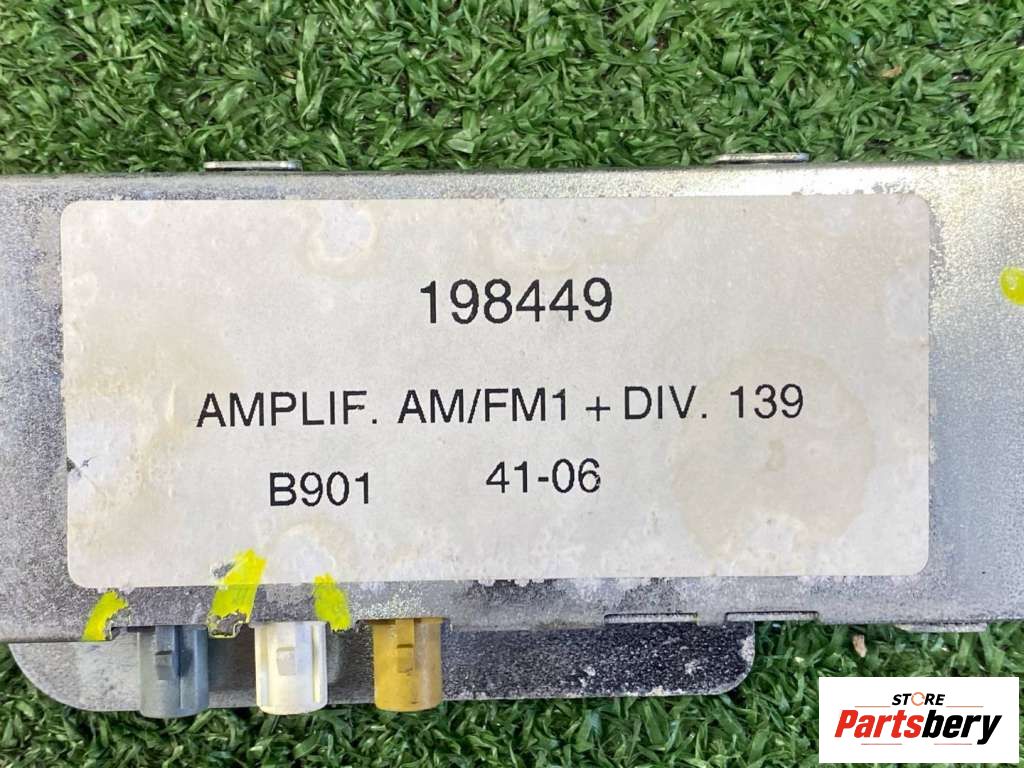 198449
AMPLIF. AM/FM1 + DIV. 139
B901 41-06
STORE
Partsbery